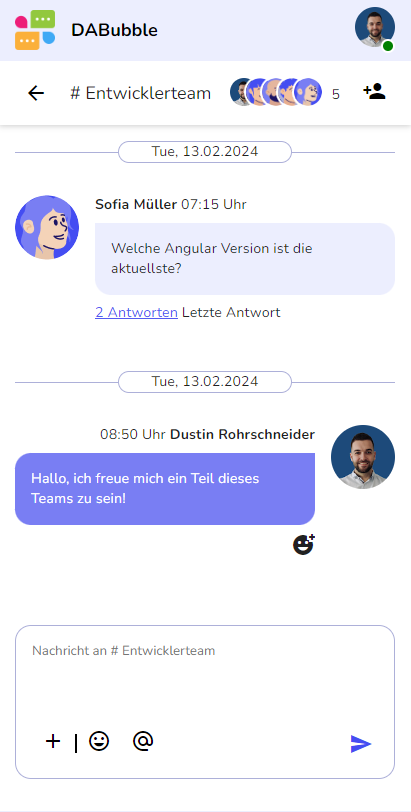 DABubble
# Entwicklerteam 5
Tue, 13.02.2024
Sofia Müller 07:15 Uhr
Welche Angular Version ist die
aktuellste?
2 Antworten Letzte Antwort
Tue, 13.02.2024
08:50 Uhr Dustin Rohrschneider
Hallo, ich freue mich ein Teil dieses
Teams zu sein!
Nachricht an # Entwicklerteam